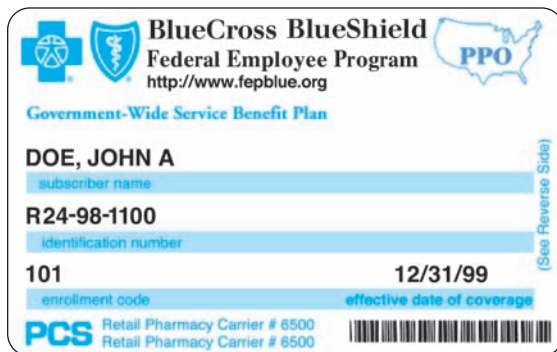 BlueCross BlueShield
Federal Employee Program
http://www.fepblue.org
PPO
Government-Wide Service Benefit Plan
DOE, JOHN A
subscriber name
R24-98-1100
identification number
101 12/31/99
enrollment code effective date of coverage
(See Reverse Side)
PCS Retail Pharmacy Carrier # 6500
Retail Pharmacy Carrier # 6500